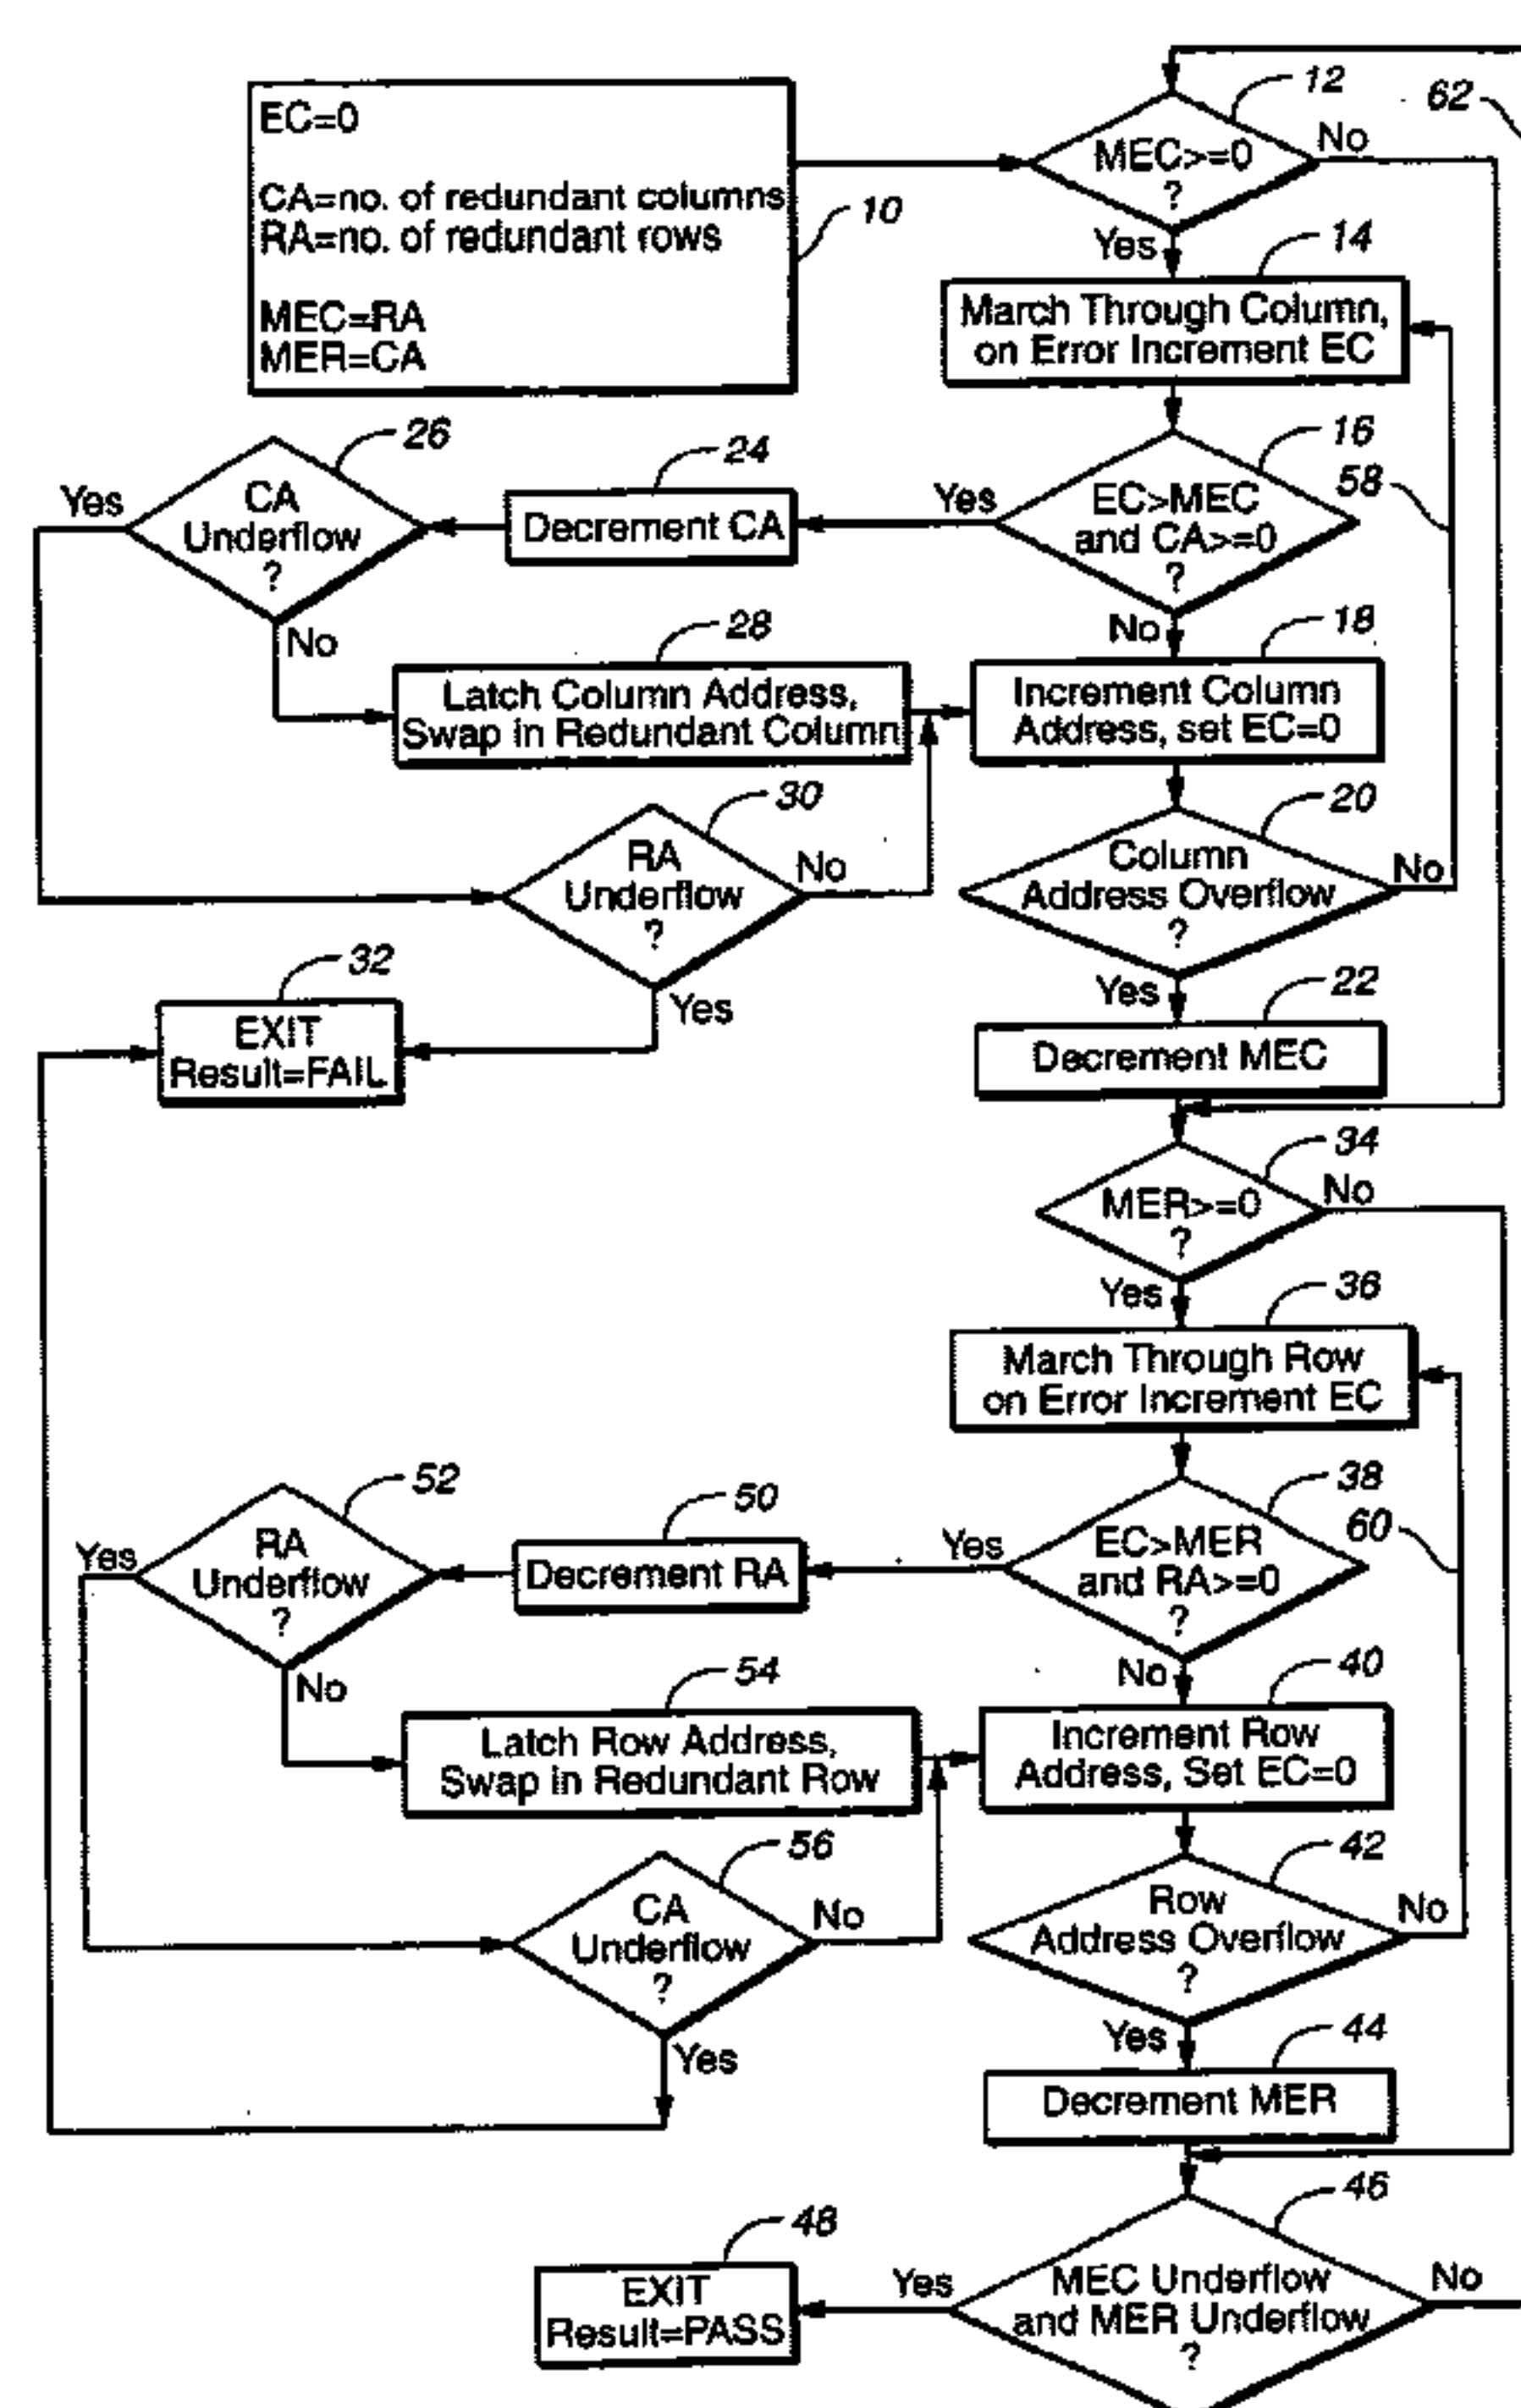 EC=0
CA=no. of redundant columns
RA=no. of redundant rows
MEC=RA
MER=CA
10
12
MEC>=0
?
No
Yes
62
14
March Through Column,
on Error Increment EC
16
EC>MEC
and CA>=0
?
Yes
No
58
24
Decrement CA
26
CA
Underflow
?
Yes
No
28
Latch Column Address,
Swap in Redundant Column
18
Increment Column
Address, set EC=0
30
RA
Underflow
?
No
Yes
20
Column
Address Overflow
?
No
Yes
32
EXIT
Result=FAIL
22
Decrement MEC
34
MER>=0
?
No
Yes
36
March Through Row
on Error Increment EC
38
EC>MER
and RA>=0
?
Yes
No
60
50
Decrement RA
52
RA
Underflow
?
Yes
No
54
Latch Row Address,
Swap in Redundant Row
40
Increment Row
Address, Set EC=0
56
CA
Underflow
?
No
Yes
42
Row
Address Overflow
?
No
Yes
44
Decrement MER
46
MEC Underflow
and MER Underflow
?
Yes
No
48
EXIT
Result=PASS